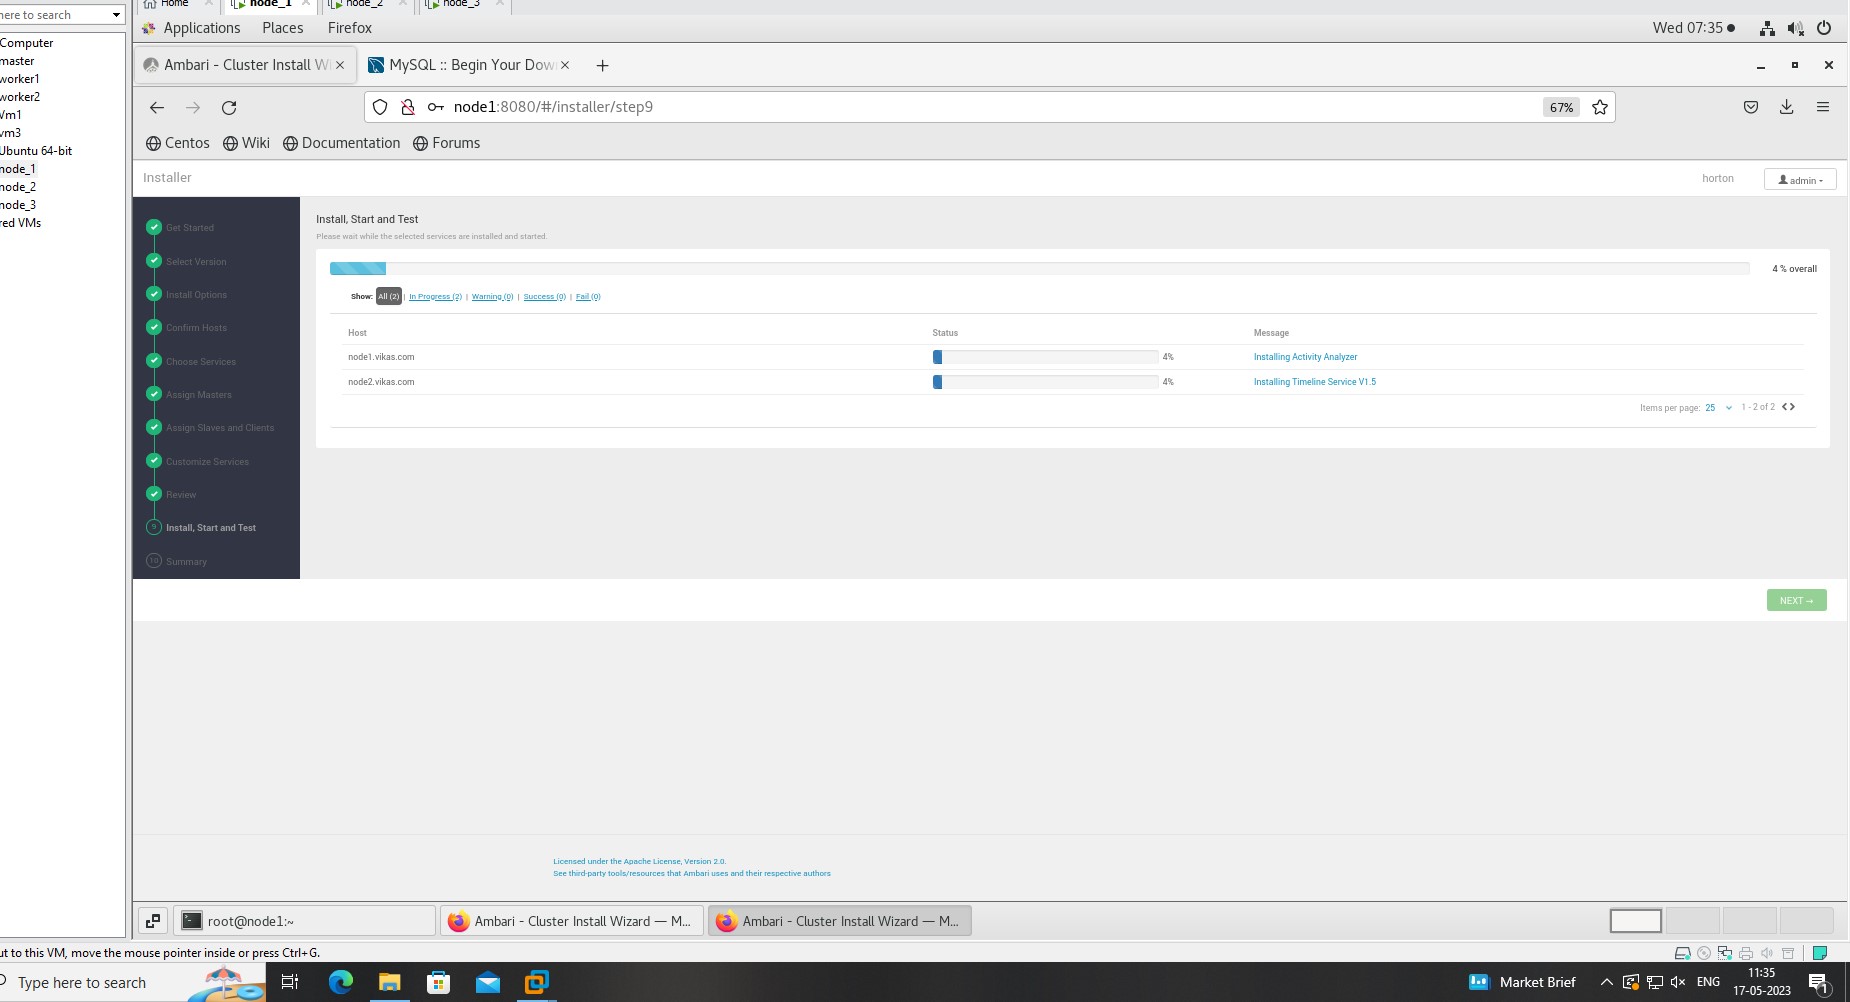 here to search
Computer
master
worker1
worker2
Vm1
vm3
Ubuntu 64-bit
node_1
node_2
node_3
red VMs
Home
node_1
node_2
node_3
Applications Places Firefox
Wed 07:35
Ambari - Cluster Install Wi
MySQL :: Begin Your Dow
node1:8080/#/installer/step9
67%
Centos Wiki Documentation Forums
Installer
horton
admin
Get Started
Select Version
Install Options
Confirm Hosts
Choose Services
Assign Masters
Assign Slaves and Clients
Customize Services
Review
9 Install, Start and Test
10 Summary
Install, Start and Test
Please wait while the selected services are installed and started.
4 % overall
Show: All (2) | In Progress (2) | Warning (0) | Success (0) | Fail (0)
Host Status Message
node1.vikas.com 4% Installing Activity Analyzer
node2.vikas.com 4% Installing Timeline Service V1.5
Items per page: 25 1 - 2 of 2
NEXT →
Licensed under the Apache License, Version 2.0.
See third-party tools/resources that Ambari uses and their respective authors
root@node1:~
Ambari - Cluster Install Wizard — M...
Ambari - Cluster Install Wizard — M...
ut to this VM, move the mouse pointer inside or press Ctrl+G.
Type here to search
Market Brief
ENG
11:35
17-05-2023
1